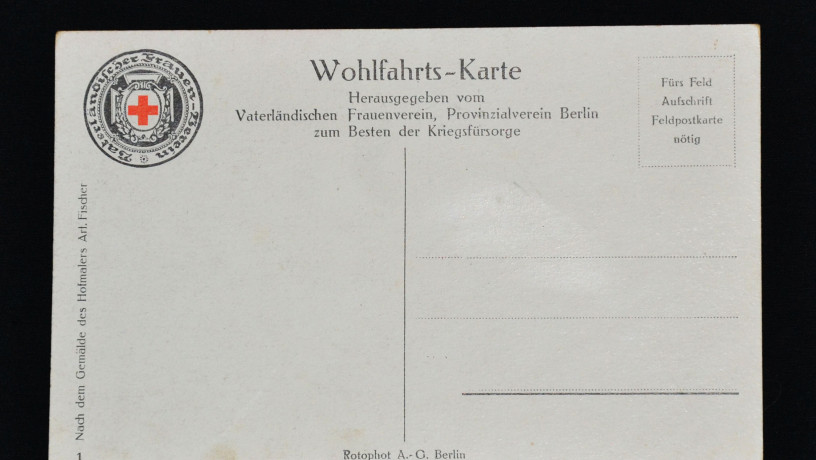 Vaterländischer Frauen-Verein
Wohlfahrts-Karte
Herausgegeben vom
Vaterländischen Frauenverein, Provinzialverein Berlin
zum Besten der Kriegsfürsorge
Fürs Feld
Aufschrift
Feldpostkarte
nötig
Nach dem Gemälde des Hofmalers Arl. Fischer
1
Rotophot A.-G. Berlin